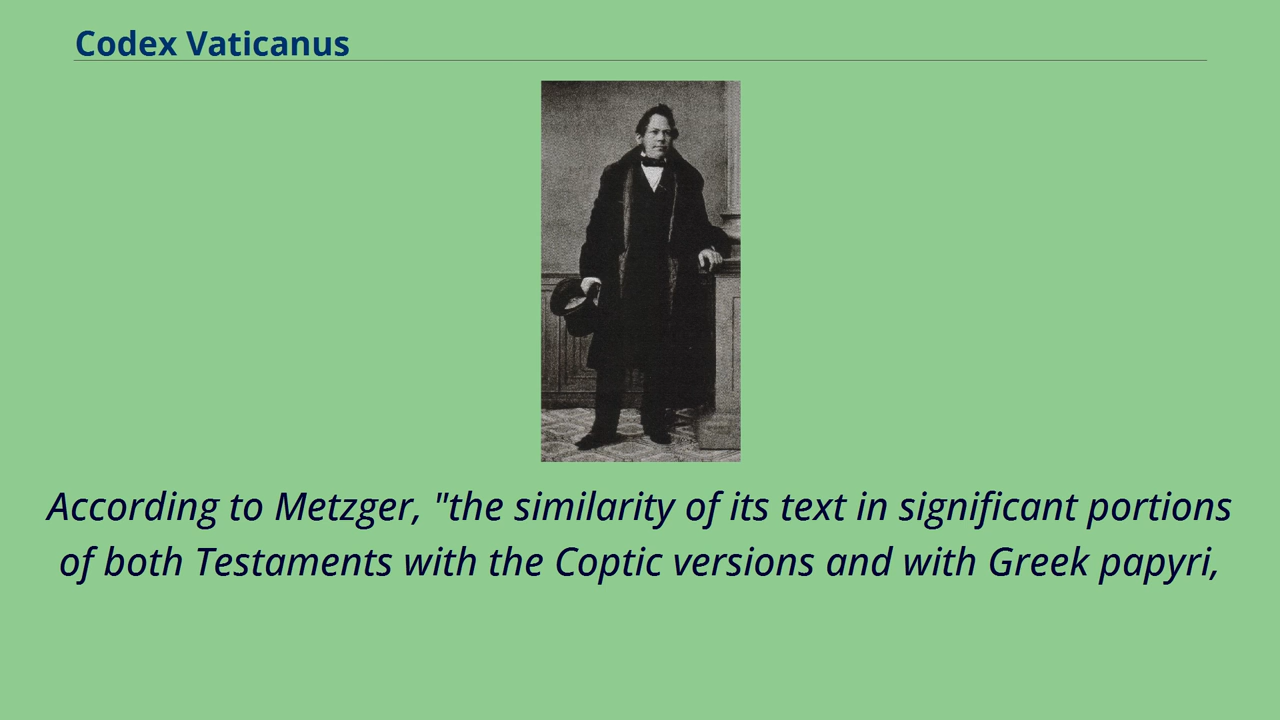 Codex Vaticanus
According to Metzger, "the similarity of its text in significant portions
of both Testaments with the Coptic versions and with Greek papyri,